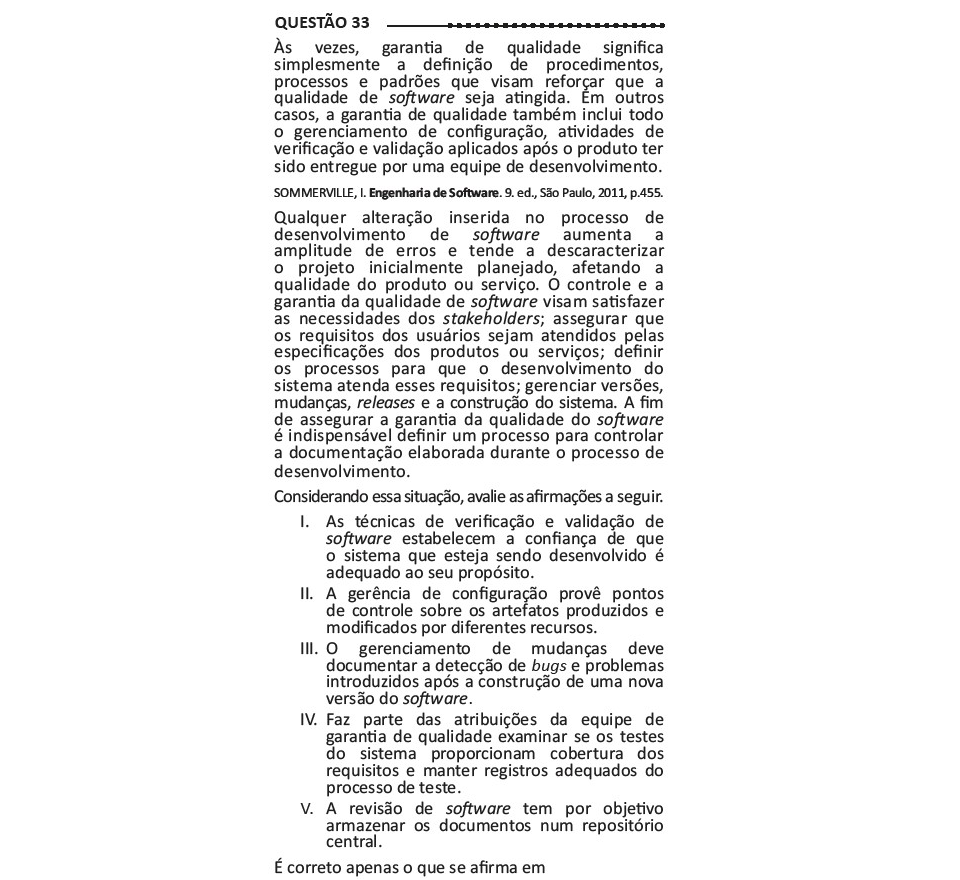 QUESTÃO 33
Às vezes, garantia de qualidade significa
simplesmente a definição de procedimentos,
processos e padrões que visam reforçar que a
qualidade de software seja atingida. Em outros
casos, a garantia de qualidade também inclui todo
o gerenciamento de configuração, atividades de
verificação e validação aplicados após o produto ter
sido entregue por uma equipe de desenvolvimento.
SOMMERVILLE, I. Engenharia de Software. 9. ed., São Paulo, 2011, p.455.
Qualquer alteração inserida no processo de
desenvolvimento de software aumenta a
amplitude de erros e tende a descaracterizar
o projeto inicialmente planejado, afetando a
qualidade do produto ou serviço. O controle e a
garantia da qualidade de software visam satisfazer
as necessidades dos stakeholders; assegurar que
os requisitos dos usuários sejam atendidos pelas
especificações dos produtos ou serviços; definir
os processos para que o desenvolvimento do
sistema atenda esses requisitos; gerenciar versões,
mudanças, releases e a construção do sistema. A fim
de assegurar a garantia da qualidade do software
é indispensável definir um processo para controlar
a documentação elaborada durante o processo de
desenvolvimento.
Considerando essa situação, avalie as afirmações a seguir.
I. As técnicas de verificação e validação de
software estabelecem a confiança de que
o sistema que esteja sendo desenvolvido é
adequado ao seu propósito.
II. A gerência de configuração provê pontos
de controle sobre os artefatos produzidos e
modificados por diferentes recursos.
III. O gerenciamento de mudanças deve
documentar a detecção de bugs e problemas
introduzidos após a construção de uma nova
versão do software.
IV. Faz parte das atribuições da equipe de
garantia de qualidade examinar se os testes
do sistema proporcionam cobertura dos
requisitos e manter registros adequados do
processo de teste.
V. A revisão de software tem por objetivo
armazenar os documentos num repositório
central.
É correto apenas o que se afirma em